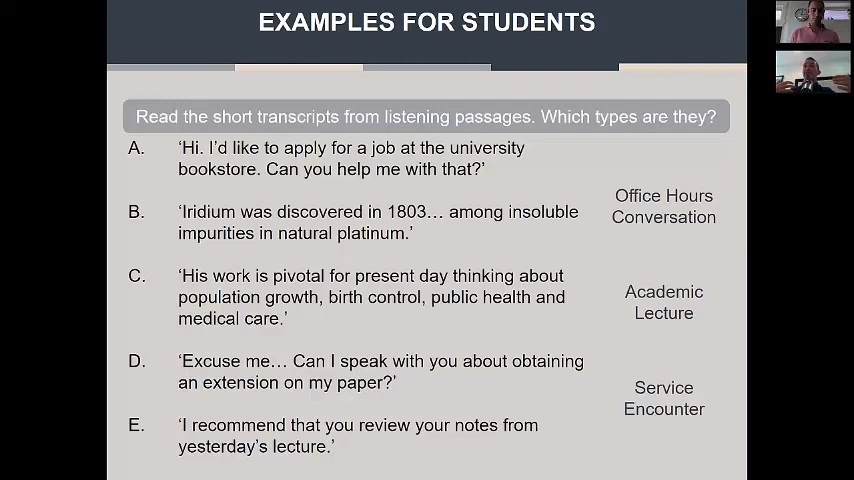 EXAMPLES FOR STUDENTS
Read the short transcripts from listening passages. Which types are they?
A. ‘Hi. I’d like to apply for a job at the university
bookstore. Can you help me with that?’
B. ‘Iridium was discovered in 1803… among insoluble
impurities in natural platinum.’
C. ‘His work is pivotal for present day thinking about
population growth, birth control, public health and
medical care.’
D. ‘Excuse me… Can I speak with you about obtaining
an extension on my paper?’
E. ‘I recommend that you review your notes from
yesterday’s lecture.’
Office Hours
Conversation
Academic
Lecture
Service
Encounter